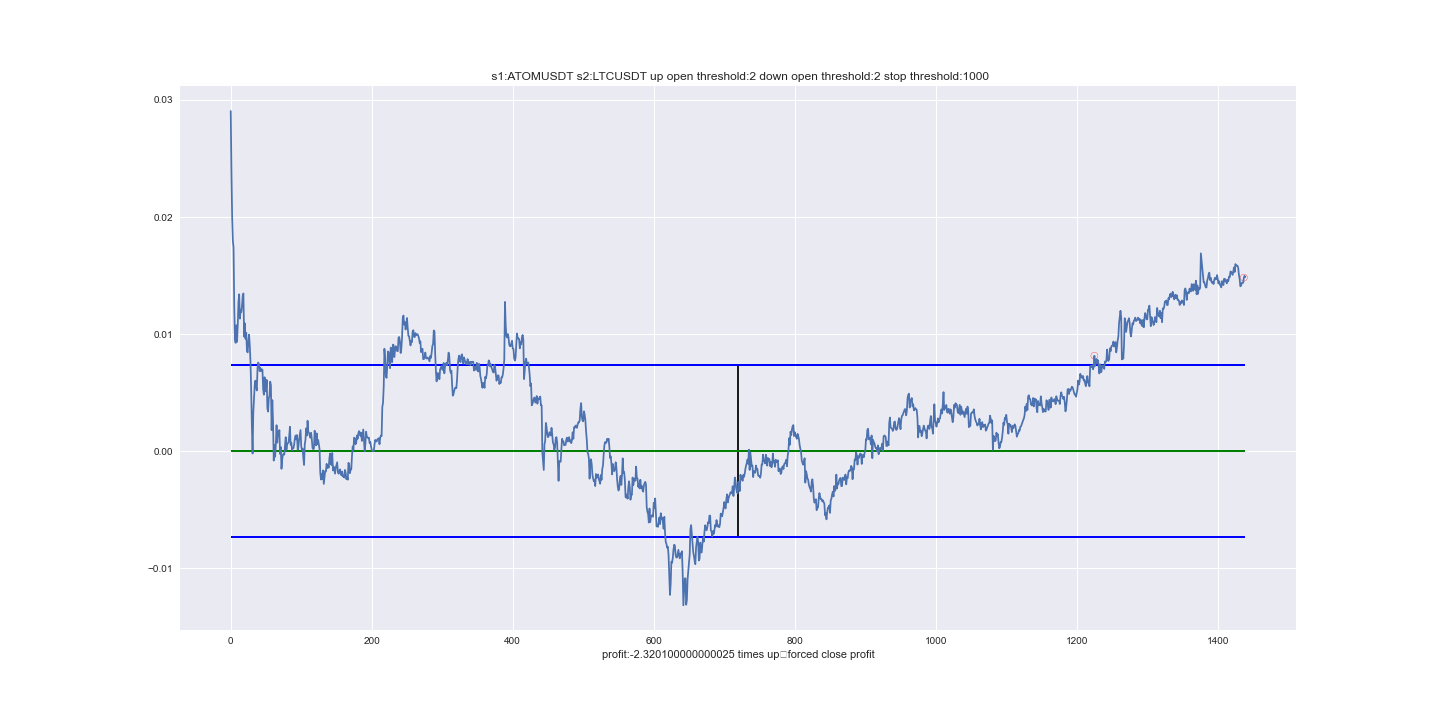 s1:ATOMUSDT s2:LTCUSDT up open threshold:2 down open threshold:2 stop threshold:1000
0.03
0.02
0.01
0.00
−0.01
0 200 400 600 800 1000 1200 1400
profit:-2.320100000000025 times up□forced close profit